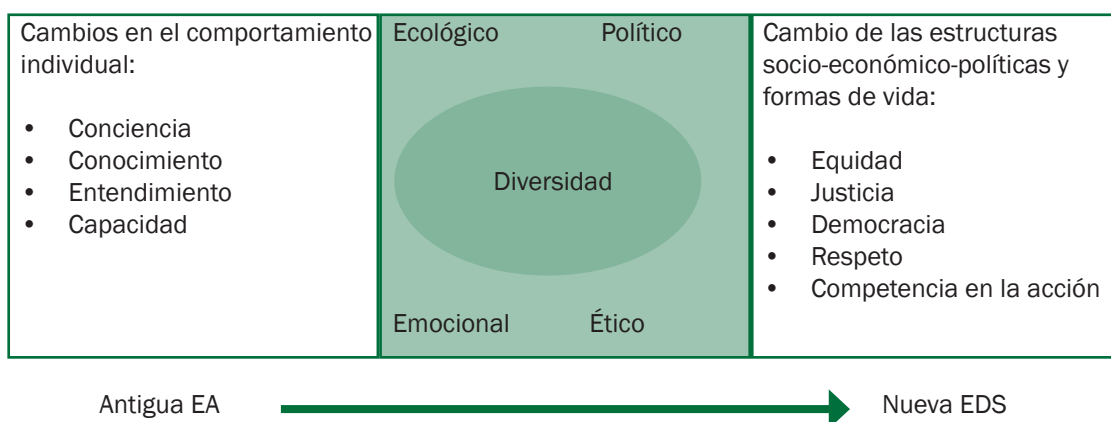 Cambios en el comportamiento
individual:
• Conciencia
• Conocimiento
• Entendimiento
• Capacidad
Ecológico Político
Diversidad
Emocional Ético
Cambio de las estructuras
socio-económico-políticas y
formas de vida:
• Equidad
• Justicia
• Democracia
• Respeto
• Competencia en la acción
Antigua EA Nueva EDS